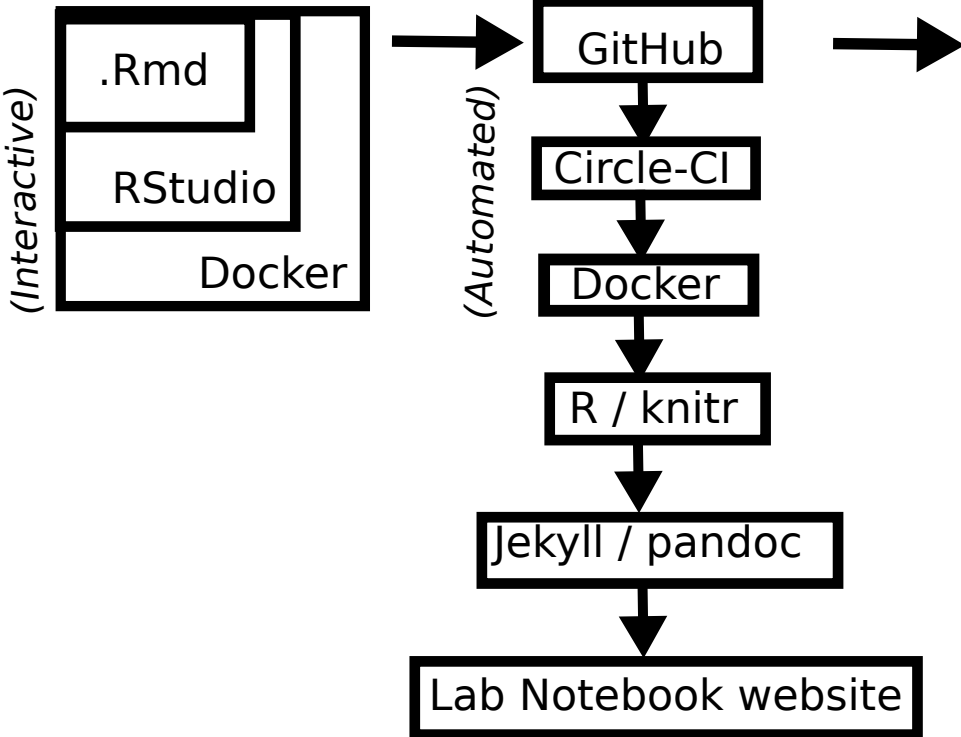 (Interactive)
.Rmd
RStudio
Docker
(Automated)
GitHub
Circle-CI
Docker
R / knitr
Jekyll / pandoc
Lab Notebook website